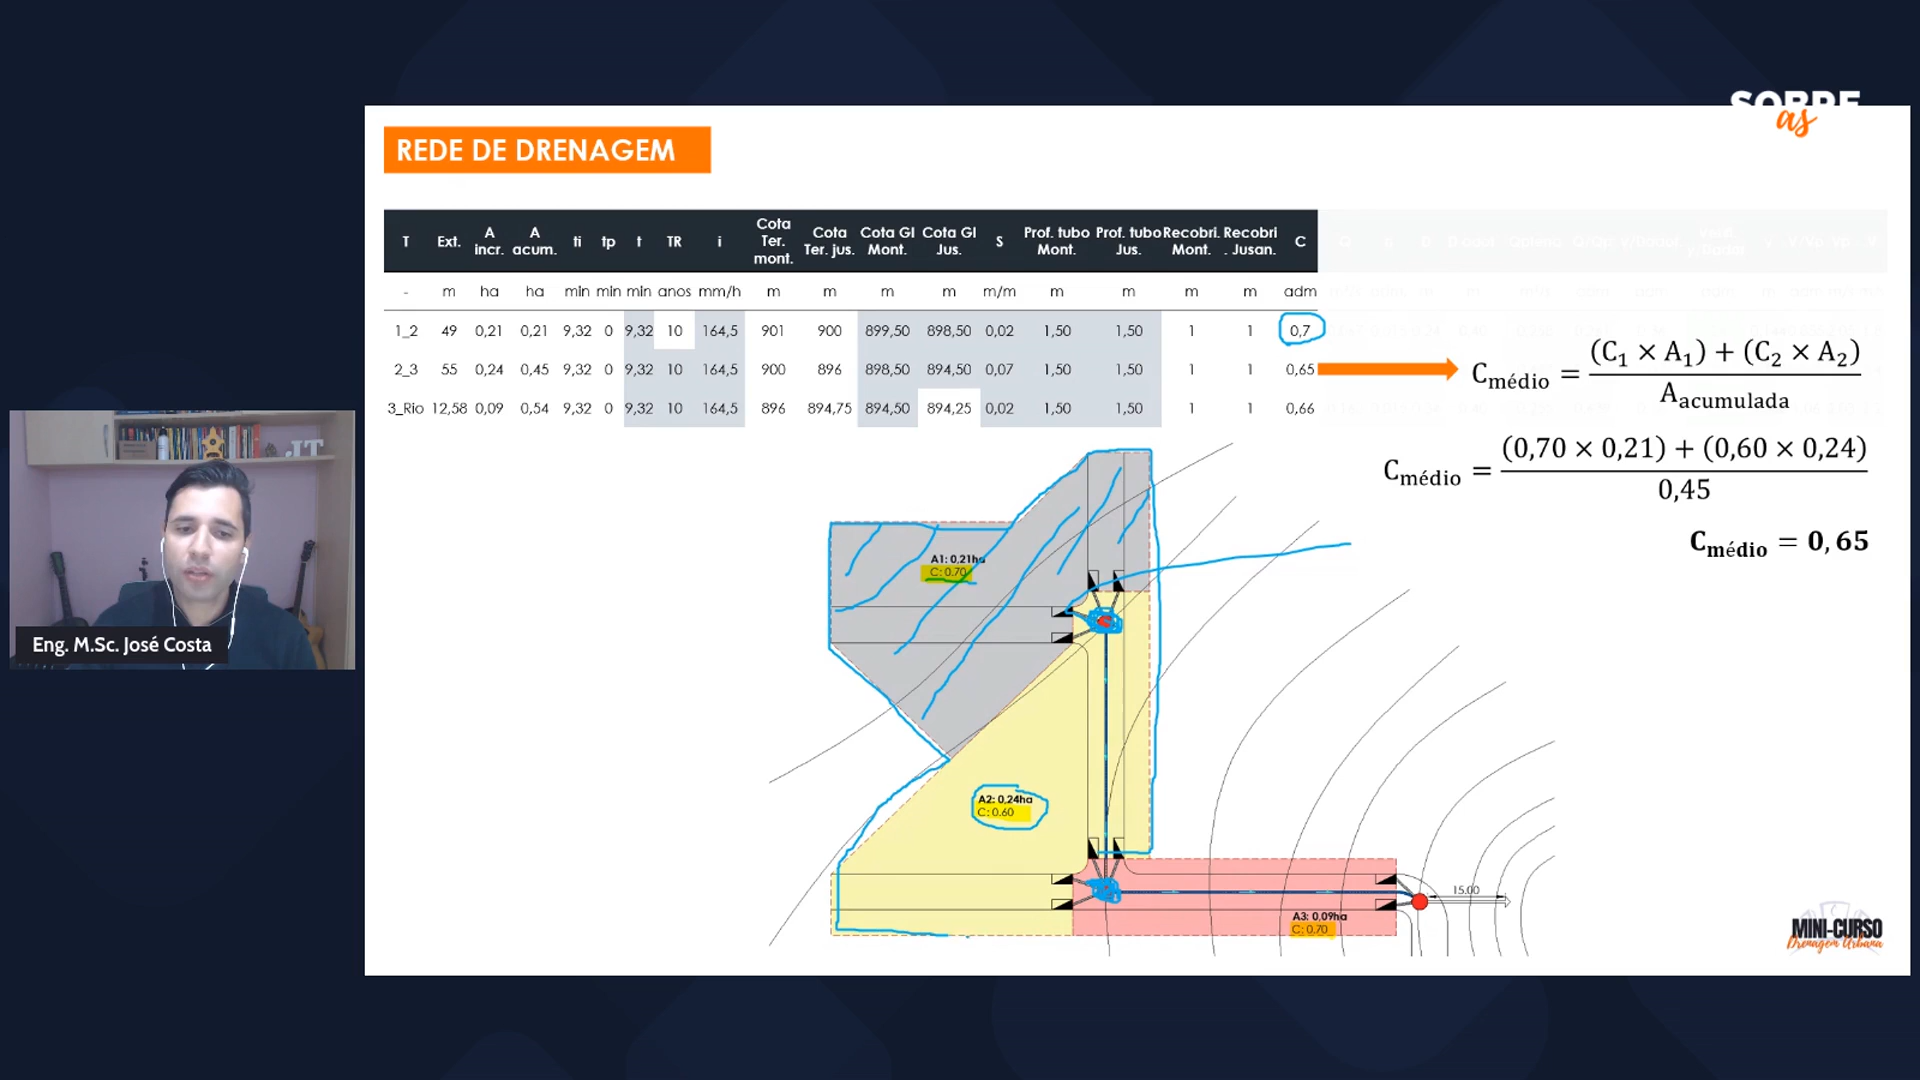 SOBRE
as
REDE DE DRENAGEM
T Ext. A incr. A acum. ti tp t TR i Cota Ter. mont. Cota Ter. jus. Cota GI Mont. Cota GI Jus. S Prof. tubo Mont. Prof. tubo Jus. Recobri. Mont. Recobri. Jusan. C
- m ha ha min min min anos mm/h m m m m m/m m m m m adm
1_2 49 0,21 0,21 9,32 0 9,32 10 164,5 901 900 899,50 898,50 0,02 1,50 1,50 1 1 0,7
2_3 55 0,24 0,45 9,32 0 9,32 10 164,5 900 896 898,50 894,50 0,07 1,50 1,50 1 1 0,65
3_Rio 12,58 0,09 0,54 9,32 0 9,32 10 164,5 896 894,75 894,50 894,25 0,02 1,50 1,50 1 1 0,66
Cmédio = (C1 × A1) + (C2 × A2)
Aacumulada
Cmédio = (0,70 × 0,21) + (0,60 × 0,24)
0,45
Cmédio = 0,65
A1: 0,21ha
C: 0.70
A2: 0,24ha
C: 0.60
A3: 0,09ha
C: 0.70
15.00
JT
Eng. M.Sc. José Costa
MINI-CURSO
Drenagem Urbana